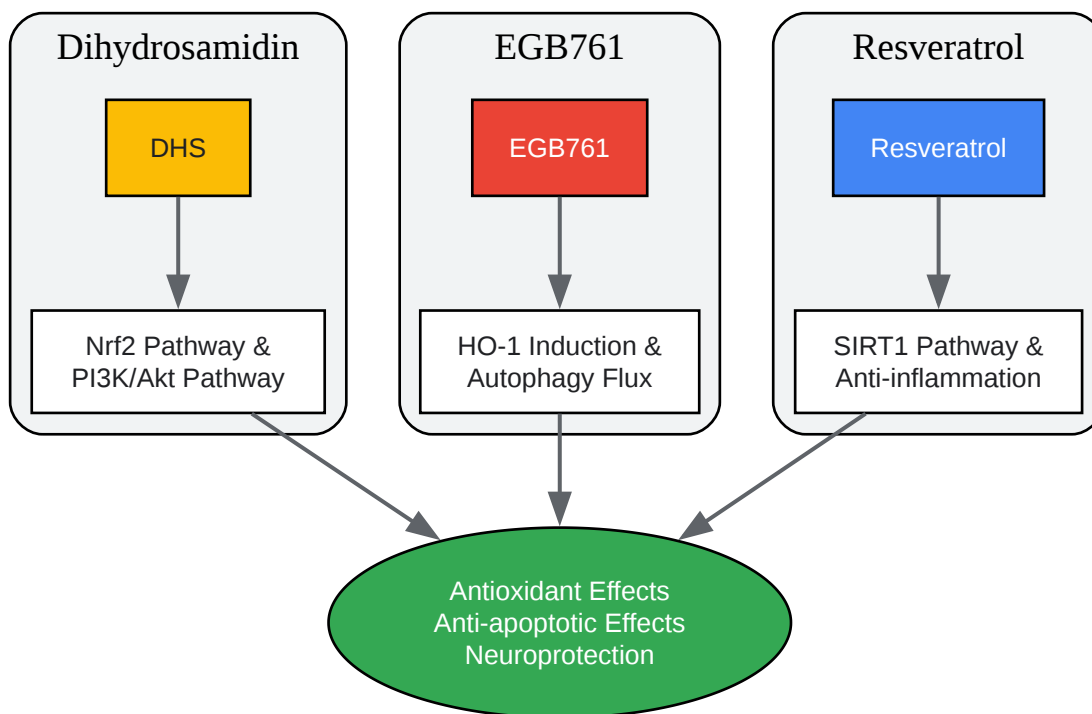 Dihydrosamidin
DHS
Nrf2 Pathway &
PI3K/Akt Pathway
EGB761
EGB761
HO-1 Induction &
Autophagy Flux
Resveratrol
Resveratrol
SIRT1 Pathway &
Anti-inflammation
Antioxidant Effects
Anti-apoptotic Effects
Neuroprotection